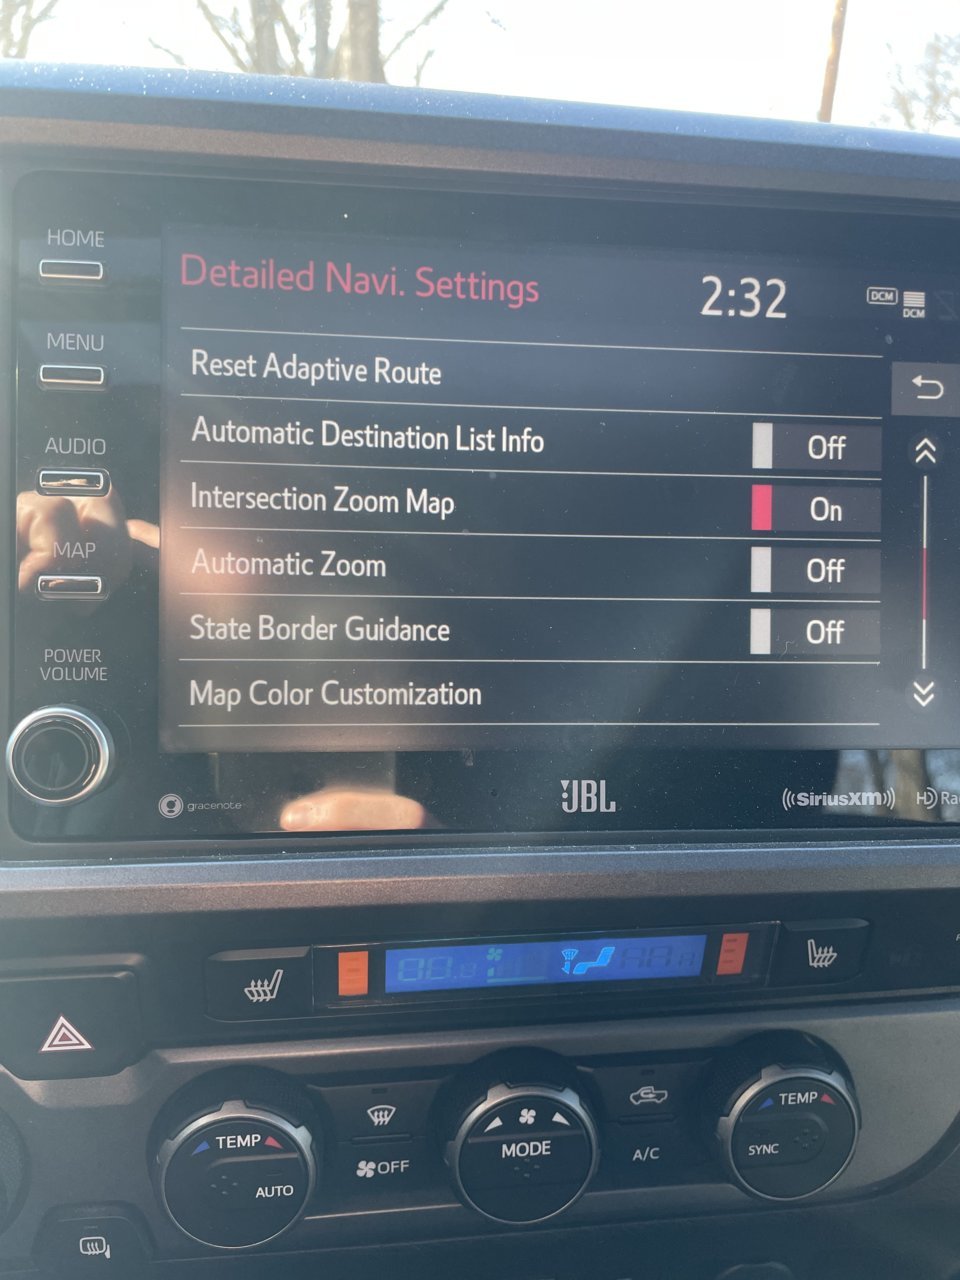 HOME
Detailed Navi. Settings
2:32
DCM
DCM
MENU
Reset Adaptive Route
AUDIO
Automatic Destination List Info
Off
Intersection Zoom Map
On
MAP
Automatic Zoom
Off
State Border Guidance
Off
POWER
VOLUME
Map Color Customization
gracenote
JBL
((SiriusXM))
HD Ra
TEMP
AUTO
OFF
MODE
A/C
TEMP
SYNC